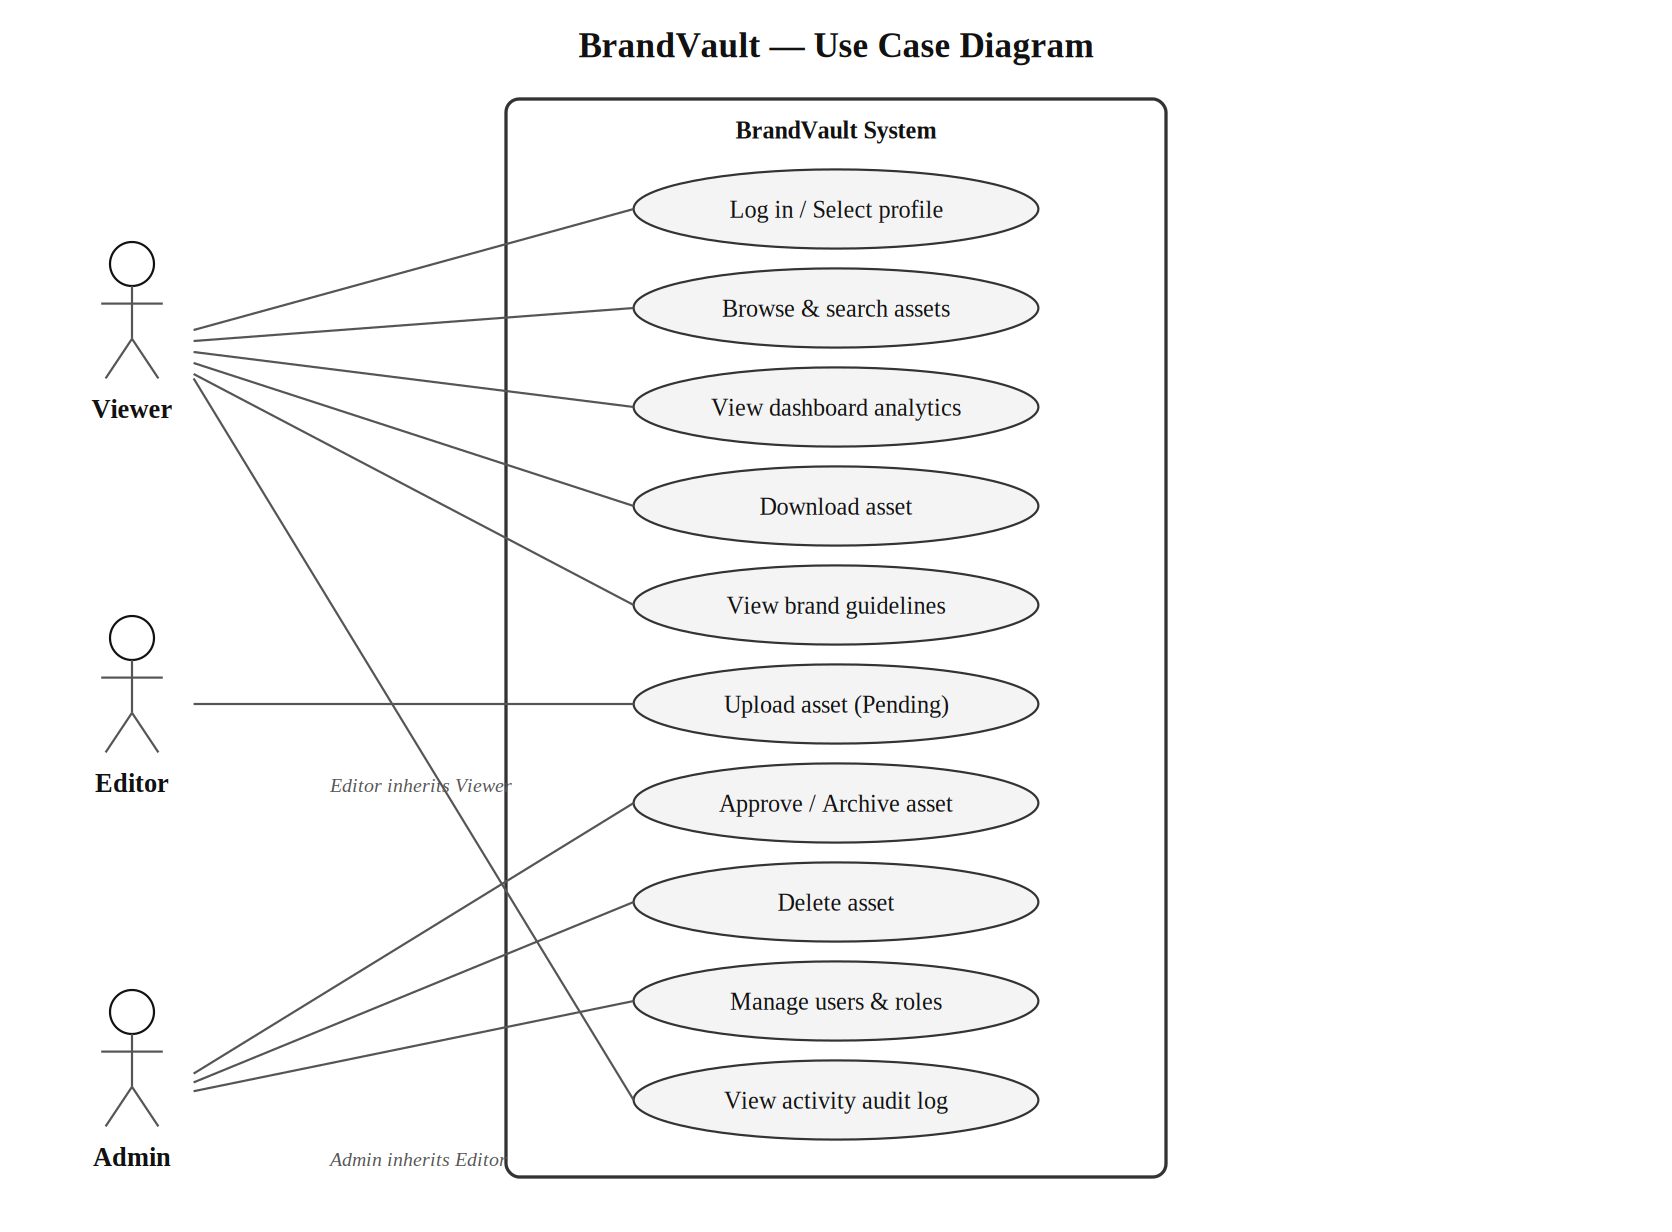 BrandVault — Use Case Diagram
BrandVault System
Log in / Select profile
Browse & search assets
Viewer
View dashboard analytics
Download asset
View brand guidelines
Upload asset (Pending)
Editor
Editor inherits Viewer
Approve / Archive asset
Delete asset
Manage users & roles
View activity audit log
Admin
Admin inherits Editor